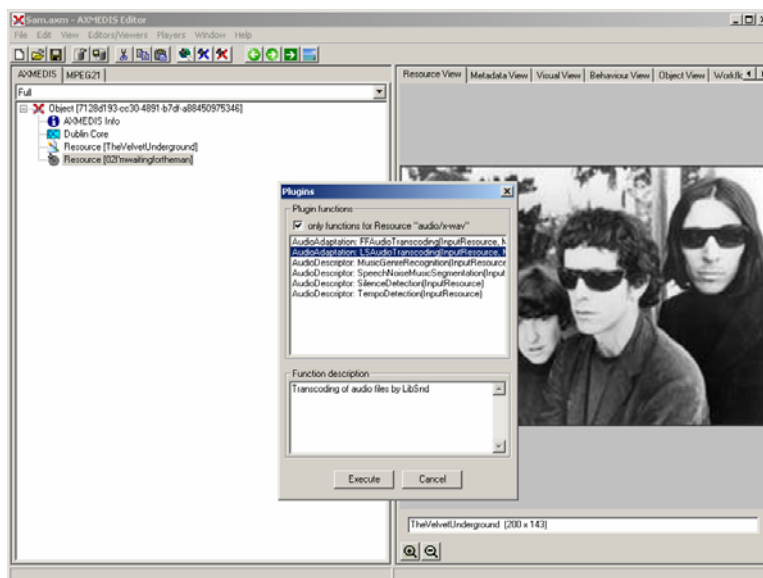 Sam.axm - AXMEDIS Editor
File Edit View Editors/Viewers Players Window Help
AXMEDIS MPEG21
Full
Object [7128d193-cc30-4891-b7df-a88450975346]
AXMEDIS Info
Dublin Core
Resource [TheVelvetUnderground]
Resource [02I'mwaitingfortheman]
Resource View Metadata View Visual View Behaviour View Object View Workfl
Plugins
Plugin functions
only functions for Resource "audio/x-wav"
AudioAdaptation: FFAudioTranscoding(InputResource, M
AudioAdaptation: LSAudioTranscoding(InputResource, M
AudioDescriptor: MusicGenreRecognition(InputResource
AudioDescriptor: SpeechNoiseMusicSegmentation(Input
AudioDescriptor: SilenceDetection(InputResource)
AudioDescriptor: TempoDetection(InputResource)
Function description
Transcoding of audio files by LibSnd
Execute Cancel
TheVelvetUnderground (200 x 143)